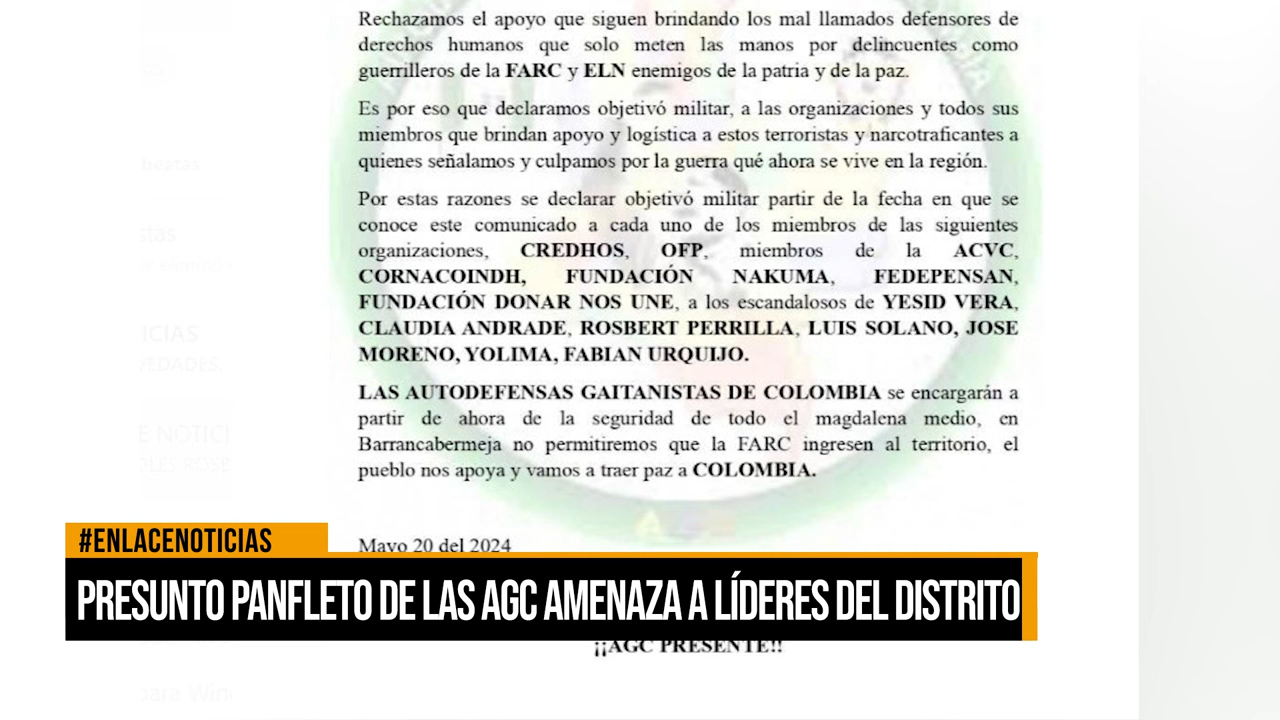 Rechazamos el apoyo que siguen brindando los mal llamados defensores de
derechos humanos que solo meten las manos por delincuentes como
guerrilleros de la FARC y ELN enemigos de la patria y de la paz.
Es por eso que declaramos objetivó militar, a las organizaciones y todos sus
miembros que brindan apoyo y logística a estos terroristas y narcotraficantes a
quienes señalamos y culpamos por la guerra qué ahora se vive en la región.
Por estas razones se declarar objetivó militar partir de la fecha en que se
conoce este comunicado a cada uno de los miembros de las siguientes
organizaciones, CREDHOS, OFP, miembros de la ACVC,
CORNACOINDH, FUNDACIÓN NAKUMA, FEDEPENSAN,
FUNDACIÓN DONAR NOS UNE, a los escandalosos de YESID VERA,
CLAUDIA ANDRADE, ROSBERT PERRILLA, LUIS SOLANO, JOSE
MORENO, YOLIMA, FABIAN URQUIJO.
LAS AUTODEFENSAS GAITANISTAS DE COLOMBIA se encargarán a
partir de ahora de la seguridad de todo el magdalena medio, en
Barrancabermeja no permitiremos que la FARC ingresen al territorio, el
pueblo nos apoya y vamos a traer paz a COLOMBIA.
Mayo 20 del 2024
#ENLACENOTICIAS
PRESUNTO PANFLETO DE LAS AGC AMENAZA A LÍDERES DEL DISTRITO
¡¡AGC PRESENTE!!